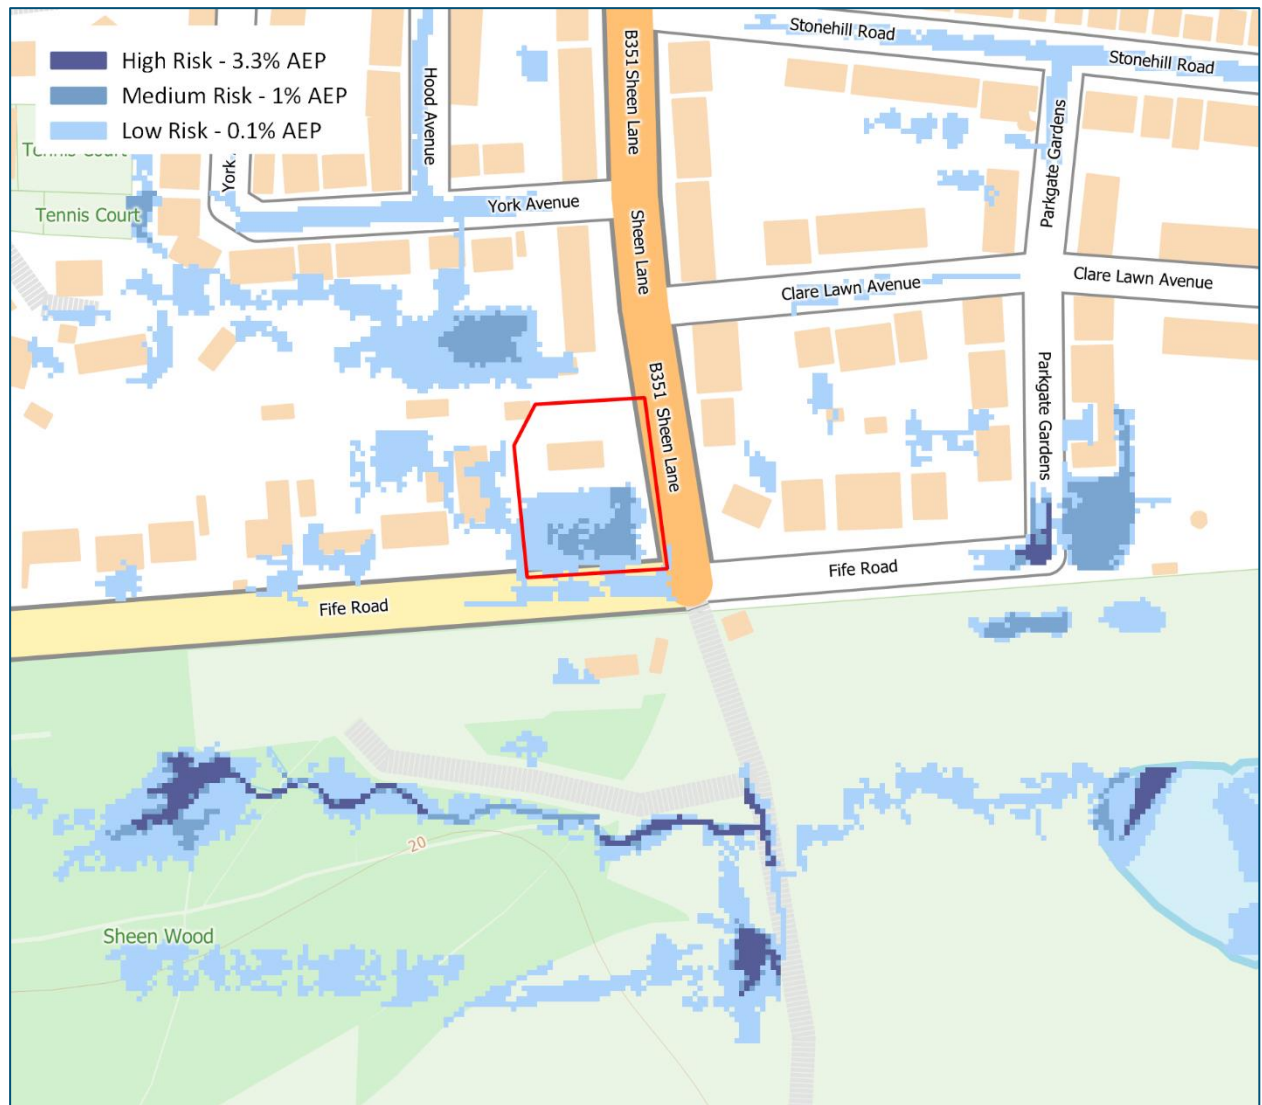 High Risk - 3.3% AEP
Medium Risk - 1% AEP
Low Risk - 0.1% AEP
Stonehill Road
Stonehill Road
B351 Sheen Lane
Hood Avenue
Parkgate Gardens
Tennis Court
York
Tennis Court
York Avenue
Sheen Lane
Clare Lawn Avenue
Clare Lawn Avenue
B351 Sheen Lane
Parkgate Gardens
Fife Road
Fife Road
20
Sheen Wood